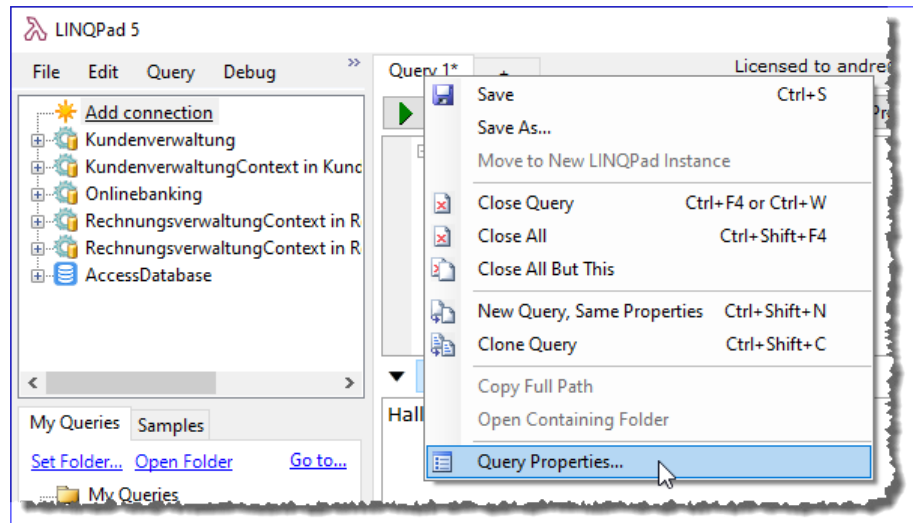 LINQPad 5
File Edit Query Debug »
Query 1* +
Licensed to andre
Add connection
Kundenverwaltung
KundenverwaltungContext in Kund
Onlinebanking
RechnungsverwaltungContext in R
RechnungsverwaltungContext in R
AccessDatabase
My Queries Samples
Set Folder... Open Folder Go to...
My Queries
Save Ctrl+S
Save As...
Move to New LINQPad Instance
Close Query Ctrl+F4 or Ctrl+W
Close All Ctrl+Shift+F4
Close All But This
New Query, Same Properties Ctrl+Shift+N
Clone Query Ctrl+Shift+C
Copy Full Path
Open Containing Folder
Query Properties...
Hall